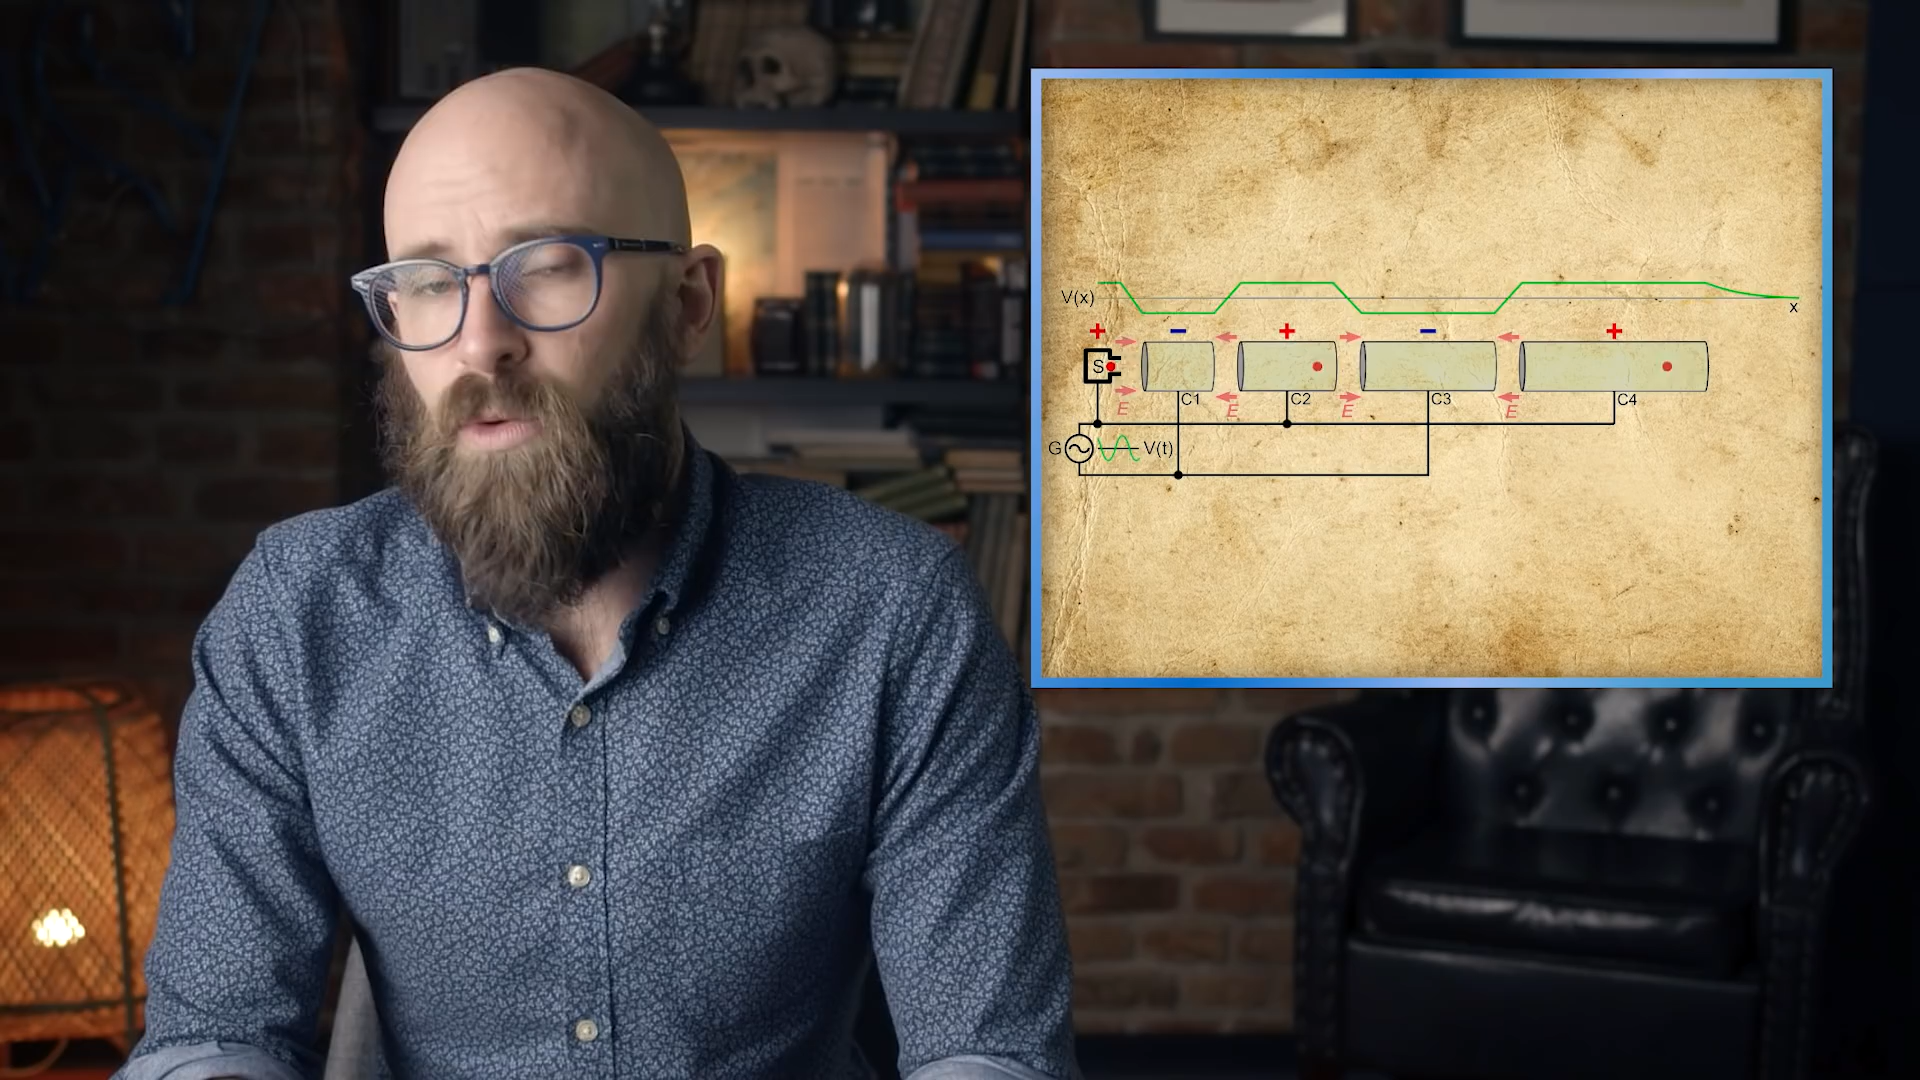 V(x)
x
+ − + − +
S
C1 C2 C3 C4
E E E E
G V(t)